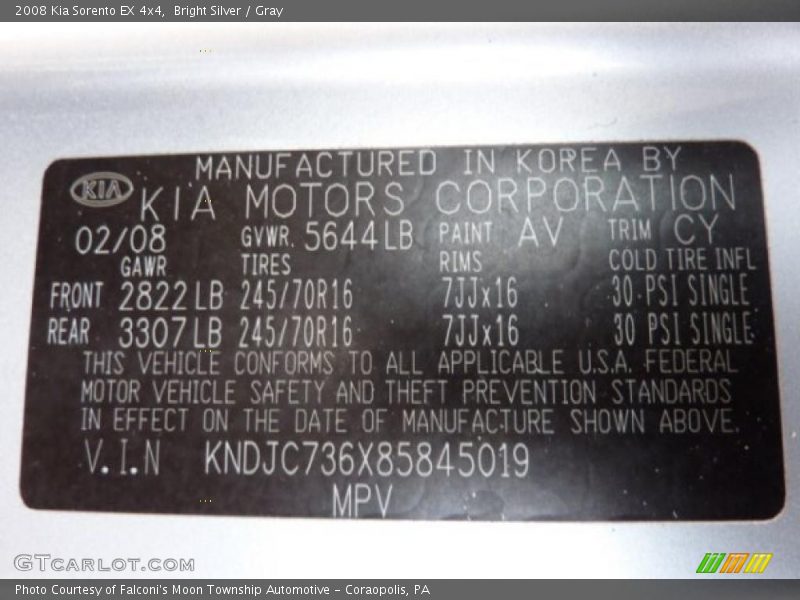 2008 Kia Sorento EX 4x4,  Bright Silver / Gray
MANUFACTURED IN KOREA BY
KIA KIA MOTORS CORPORATION
02/08 GVWR. 5644LB PAINT AV TRIM CY
GAWR TIRES RIMS COLD TIRE INFL
FRONT 2822LB 245/70R16 7JJx16 30 PSI SINGLE
REAR 3307LB 245/70R16 7JJx16 30 PSI SINGLE
THIS VEHICLE CONFORMS TO ALL APPLICABLE U.S.A. FEDERAL
MOTOR VEHICLE SAFETY AND THEFT PREVENTION STANDARDS
IN EFFECT ON THE DATE OF MANUFACTURE SHOWN ABOVE.
V.I.N KNDJC736X85845019
MPV
GTcarlot.com
Photo Courtesy of Falconi's Moon Township Automotive - Coraopolis, PA